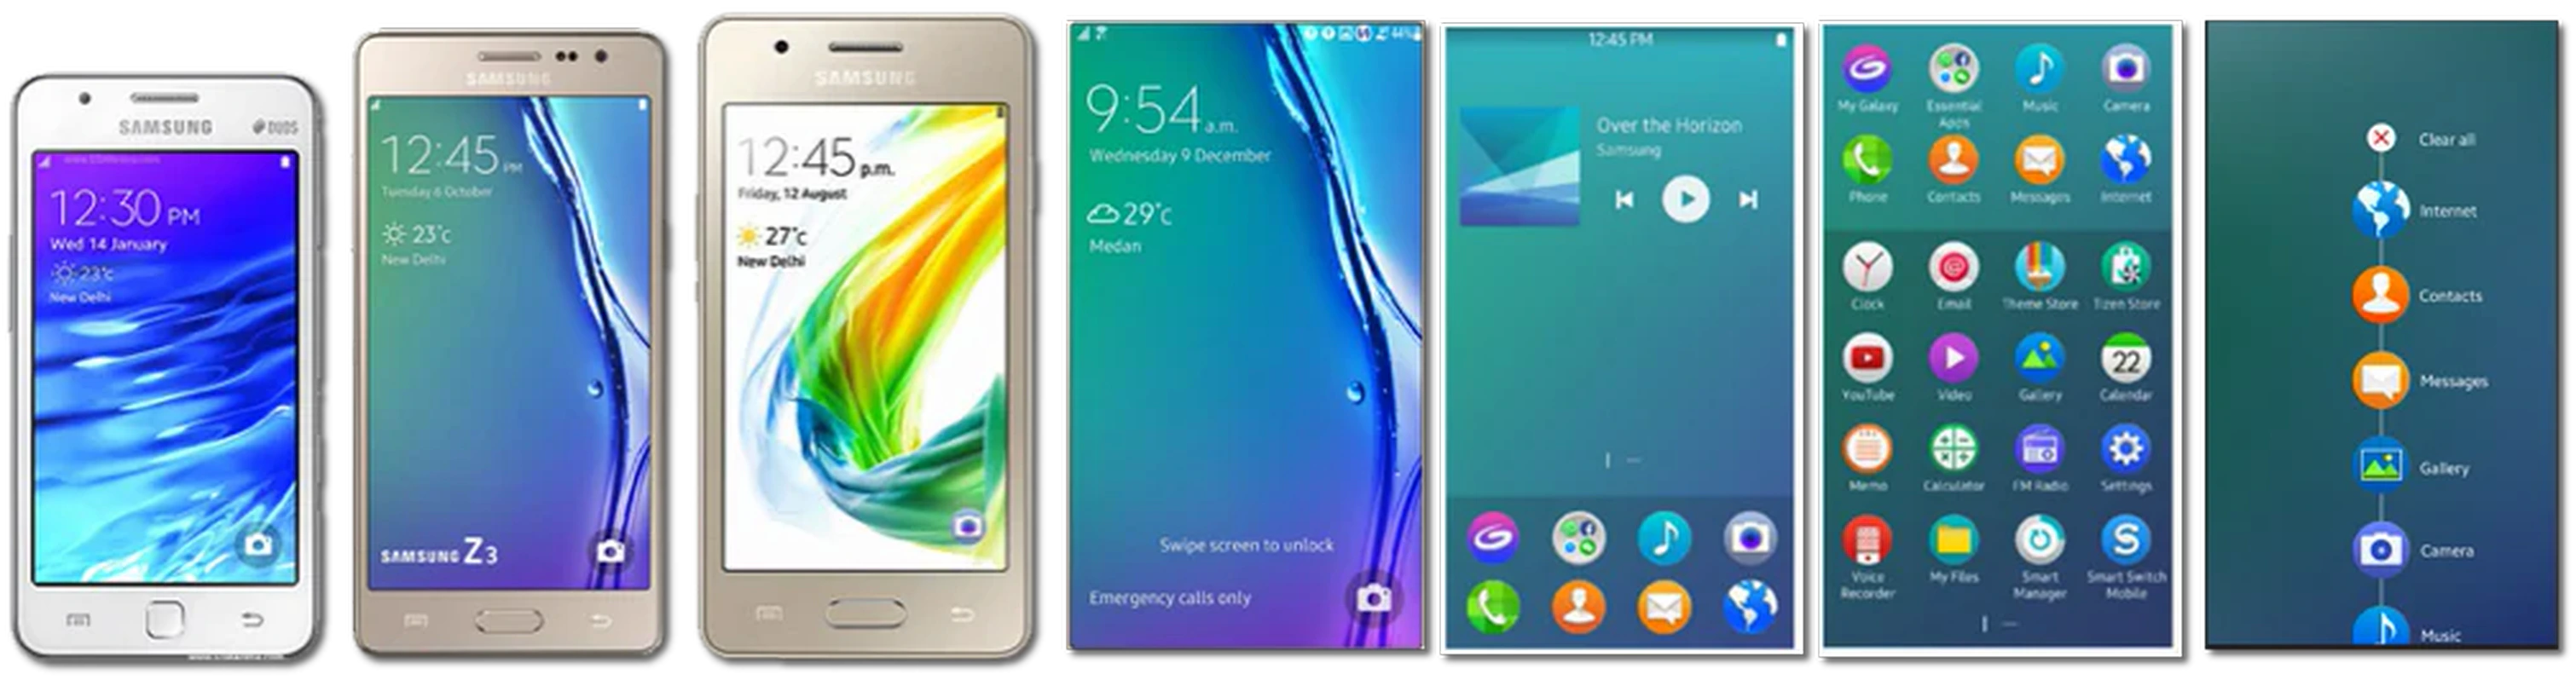 SAMSUNG
DUOS
12:30 PM
Wed 14 January
23°c
New Delhi
SAMSUNG
12:45 PM
Tuesday 6 October
23°c
New Delhi
SAMSUNG Z3
SAMSUNG
12:45 p.m.
Friday, 12 August
27°c
New Delhi
44%
9:54 a.m.
Wednesday 9 December
29°c
Medan
Swipe screen to unlock
Emergency calls only
12:45 PM
Over the Horizon
Samsung
My Galaxy
Essential Apps
Music
Camera
Phone
Contacts
Messages
Internet
Clock
Email
Theme Store
Tizen Store
YouTube
Video
Gallery
22
Calendar
Memo
Calculator
FM Radio
Settings
Voice Recorder
My Files
Smart Manager
Smart Switch Mobile
Clear all
Internet
Contacts
Messages
Gallery
Camera
Music